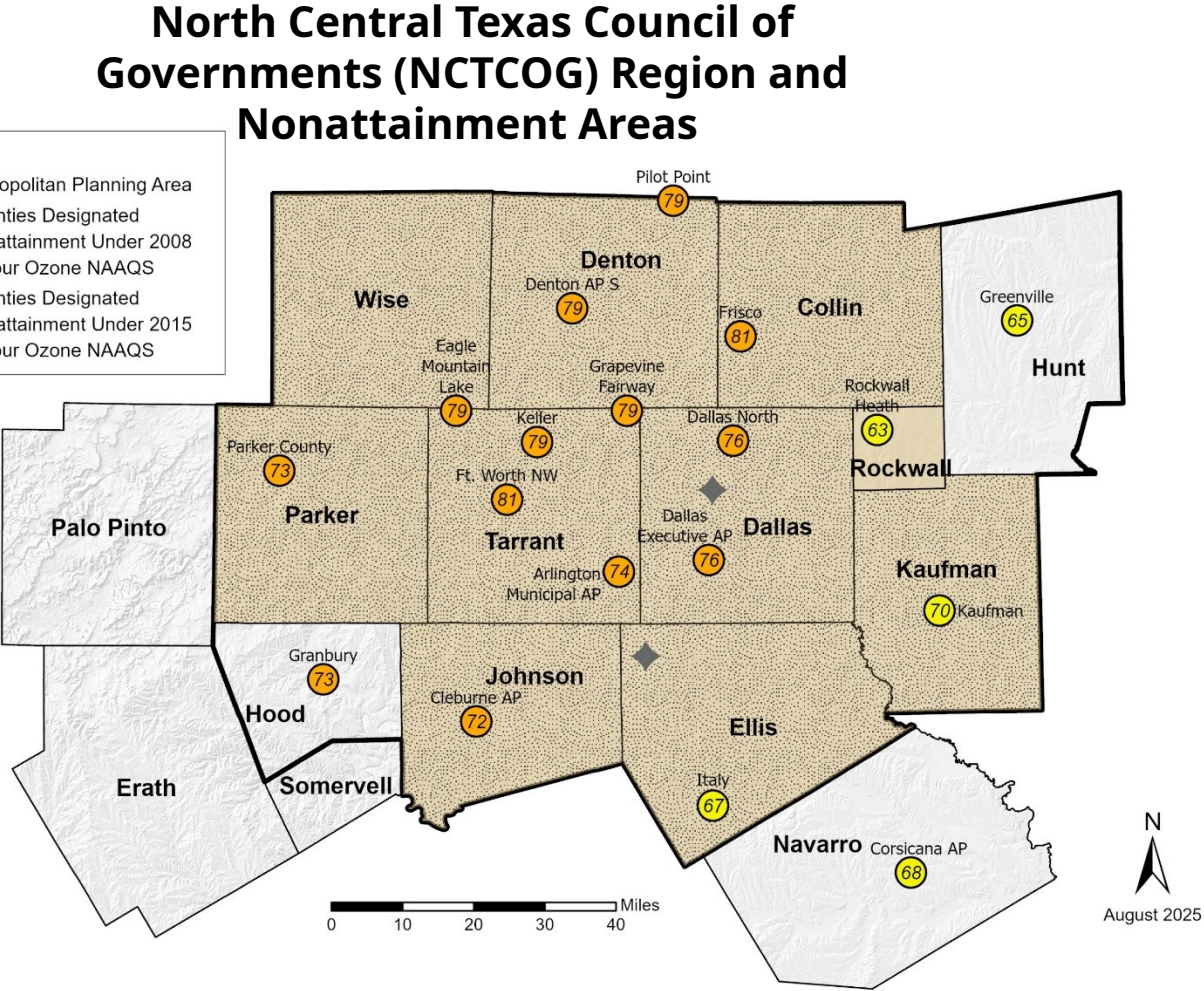 North Central Texas Council of
Governments (NCTCOG) Region and
Nonattainment Areas
opolitan Planning Area
nties Designated
attainment Under 2008
our Ozone NAAQS
nties Designated
attainment Under 2015
our Ozone NAAQS
Pilot Point
79
Denton
Denton AP S
79
Wise
Frisco
81
Collin
Greenville
65
Hunt
Eagle
Mountain
Lake
79
Grapevine
Fairway
79
Rockwall
Heath
63
Rockwall
Keller
79
Dallas North
76
Parker County
73
Parker
Ft. Worth NW
81
Tarrant
Palo Pinto
Dallas
Executive AP
76
Dallas
Arlington
Municipal AP
74
Kaufman
70
Kaufman
Granbury
73
Hood
Johnson
Cleburne AP
72
Ellis
Erath
Somervell
Italy
67
Navarro
Corsicana AP
68
Miles
0 10 20 30 40
N
August 2025